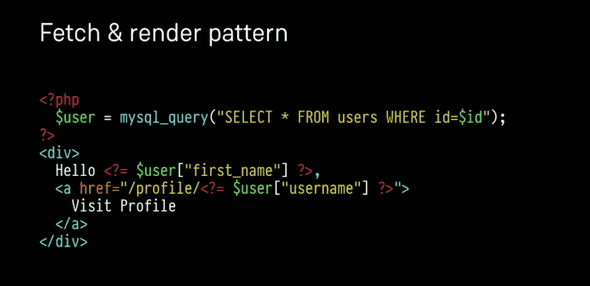 Fetch & render pattern
<?php
  $user = mysql_query("SELECT * FROM users WHERE id=$id");
?>
<div>
  Hello <?= $user["first_name"] ?>,
  <a href="/profile/<?= $user["username"] ?>">
    Visit Profile
  </a>
</div>